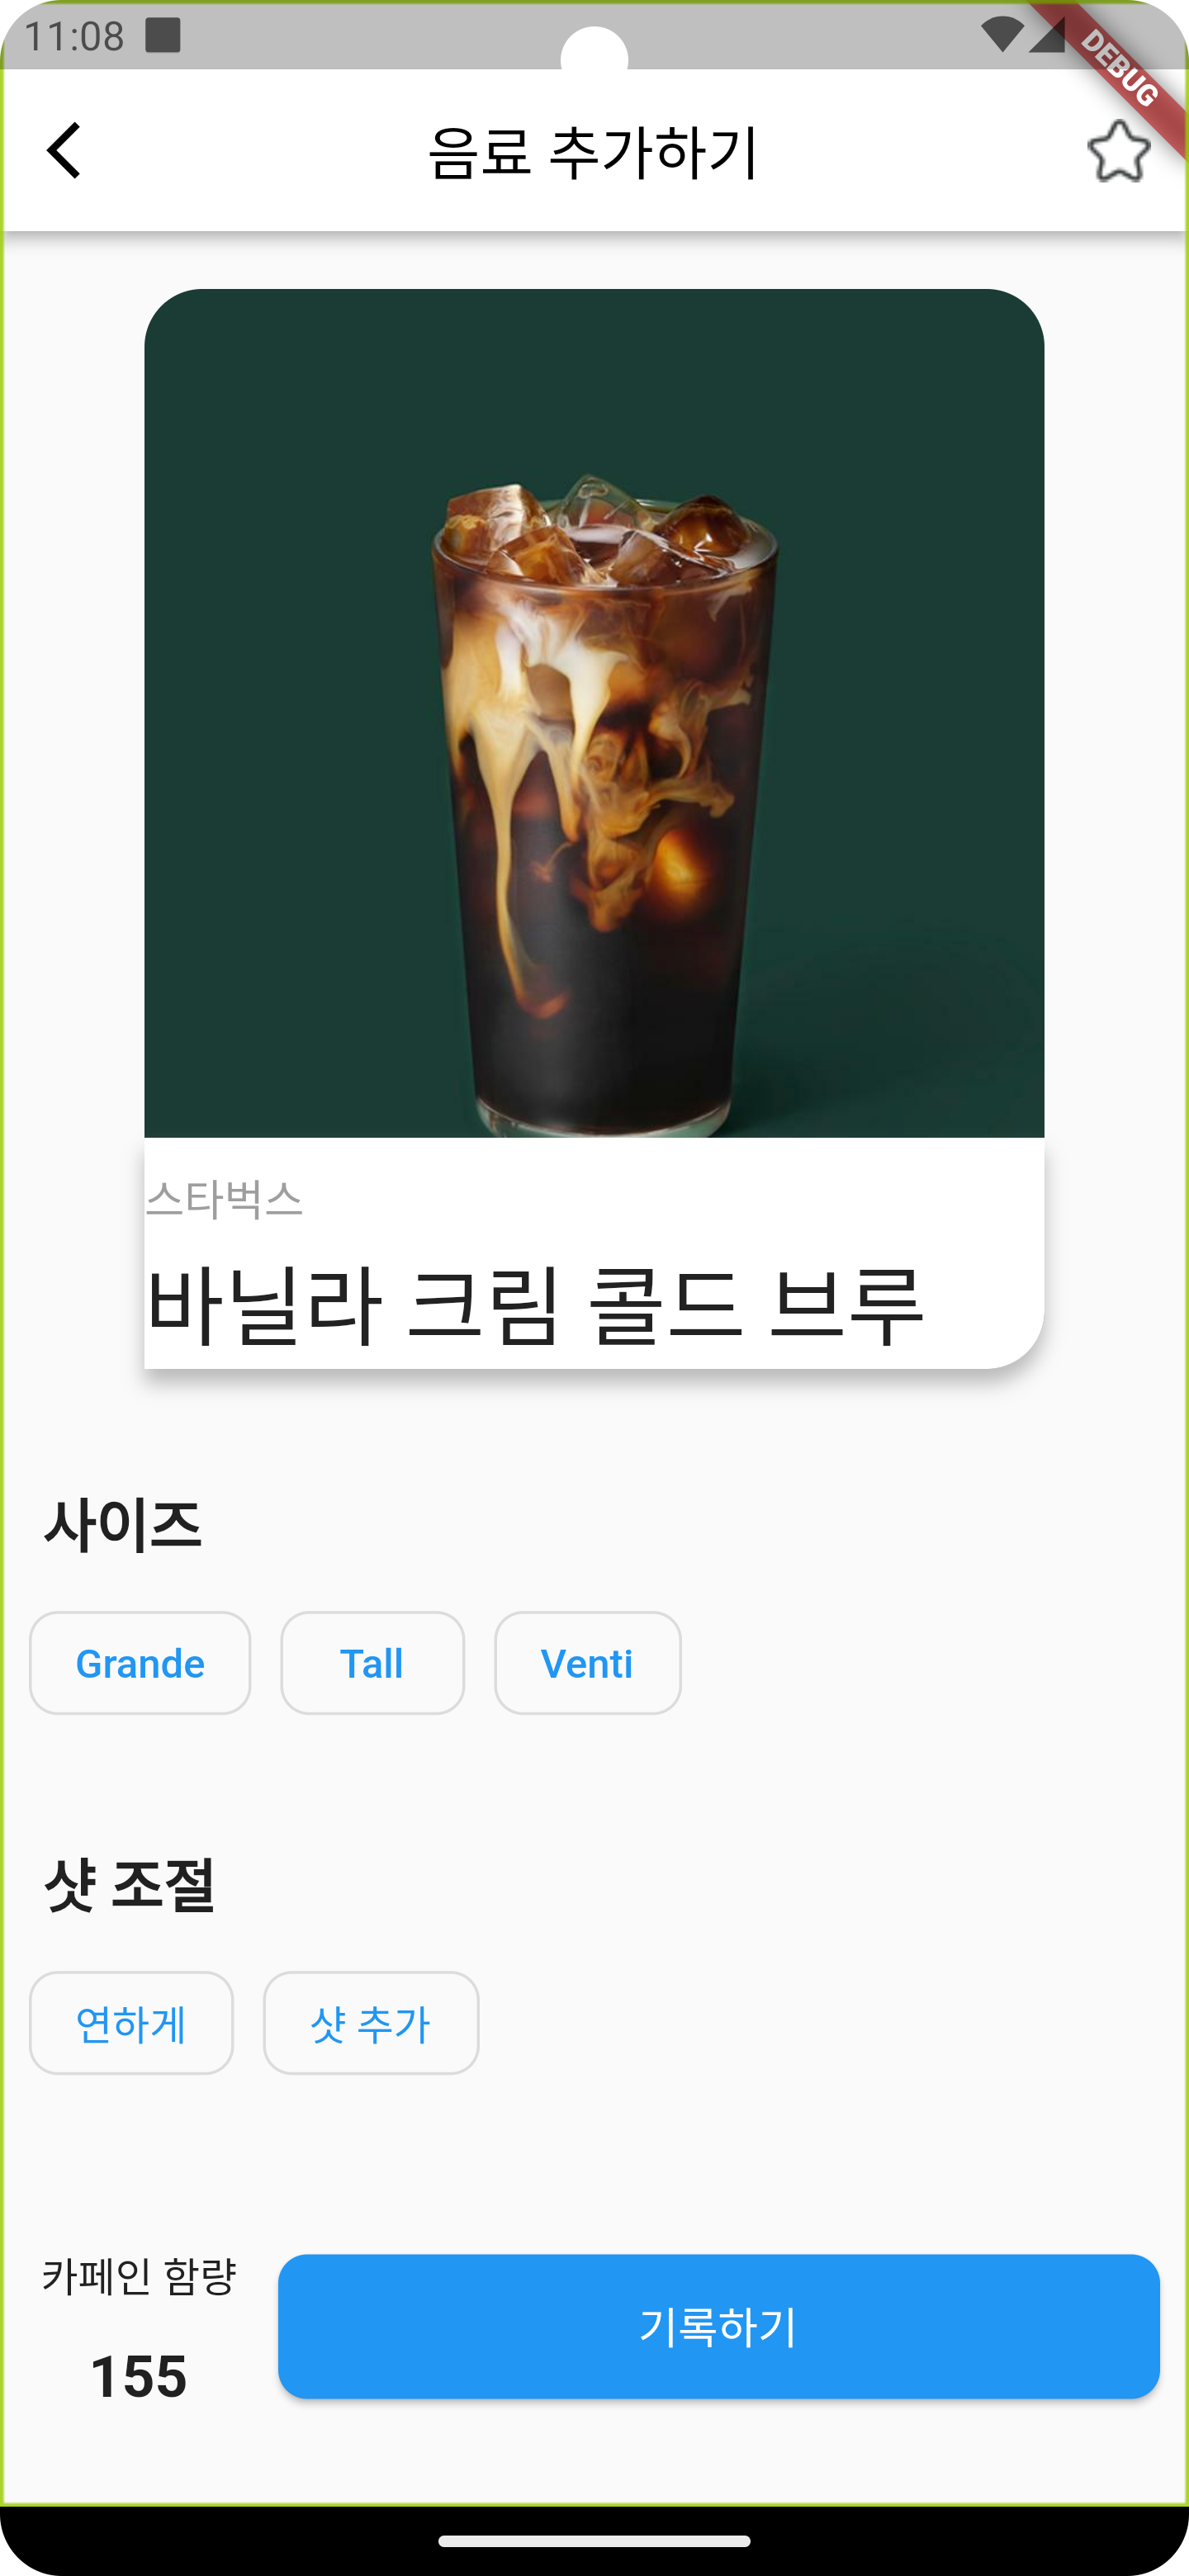 11:08
DEBUG
음료 추가하기
스타벅스
바닐라 크림 콜드 브루
사이즈
Grande Tall Venti
샷 조절
연하게 샷 추가
카페인 함량
기록하기
155